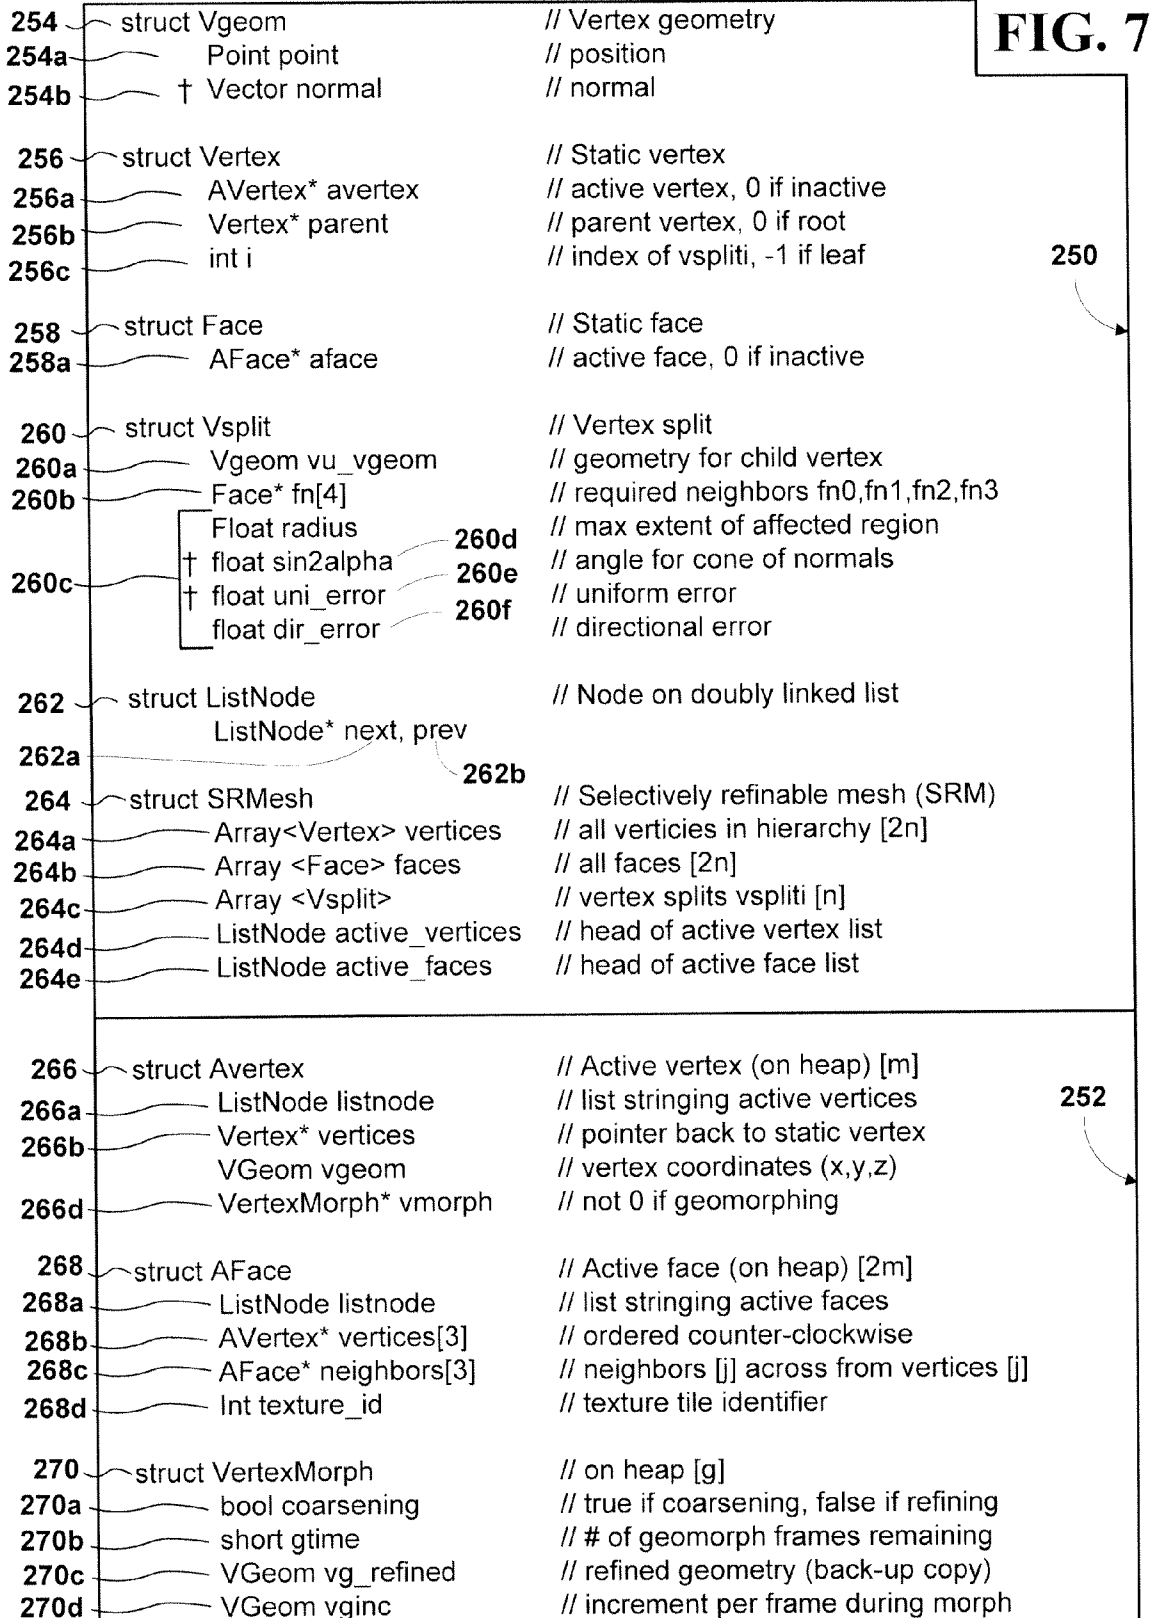 FIG. 7
254 struct Vgeom // Vertex geometry
254a Point point // position
254b † Vector normal // normal
256 struct Vertex // Static vertex
256a AVertex* avertex // active vertex, 0 if inactive
256b Vertex* parent // parent vertex, 0 if root
256c int i // index of vspliti, -1 if leaf
250
258 struct Face // Static face
258a AFace* aface // active face, 0 if inactive
260 struct Vsplit // Vertex split
260a Vgeom vu_vgeom // geometry for child vertex
260b Face* fn[4] // required neighbors fn0,fn1,fn2,fn3
Float radius // max extent of affected region
260c † float sin2alpha 260d // angle for cone of normals
† float uni_error 260e // uniform error
float dir_error 260f // directional error
262 struct ListNode // Node on doubly linked list
ListNode* next, prev
262a 262b
264 struct SRMesh // Selectively refinable mesh (SRM)
264a Array<Vertex> vertices // all verticies in hierarchy [2n]
264b Array <Face> faces // all faces [2n]
264c Array <Vsplit> // vertex splits vspliti [n]
264d ListNode active_vertices // head of active vertex list
264e ListNode active_faces // head of active face list
266 struct Avertex // Active vertex (on heap) [m]
266a ListNode listnode // list stringing active vertices 252
266b Vertex* vertices // pointer back to static vertex
VGeom vgeom // vertex coordinates (x,y,z)
266d VertexMorph* vmorph // not 0 if geomorphing
268 struct AFace // Active face (on heap) [2m]
268a ListNode listnode // list stringing active faces
268b AVertex* vertices[3] // ordered counter-clockwise
268c AFace* neighbors[3] // neighbors [j] across from vertices [j]
268d Int texture_id // texture tile identifier
270 struct VertexMorph // on heap [g]
270a bool coarsening // true if coarsening, false if refining
270b short gtime // # of geomorph frames remaining
270c VGeom vg_refined // refined geometry (back-up copy)
270d VGeom vginc // increment per frame during morph